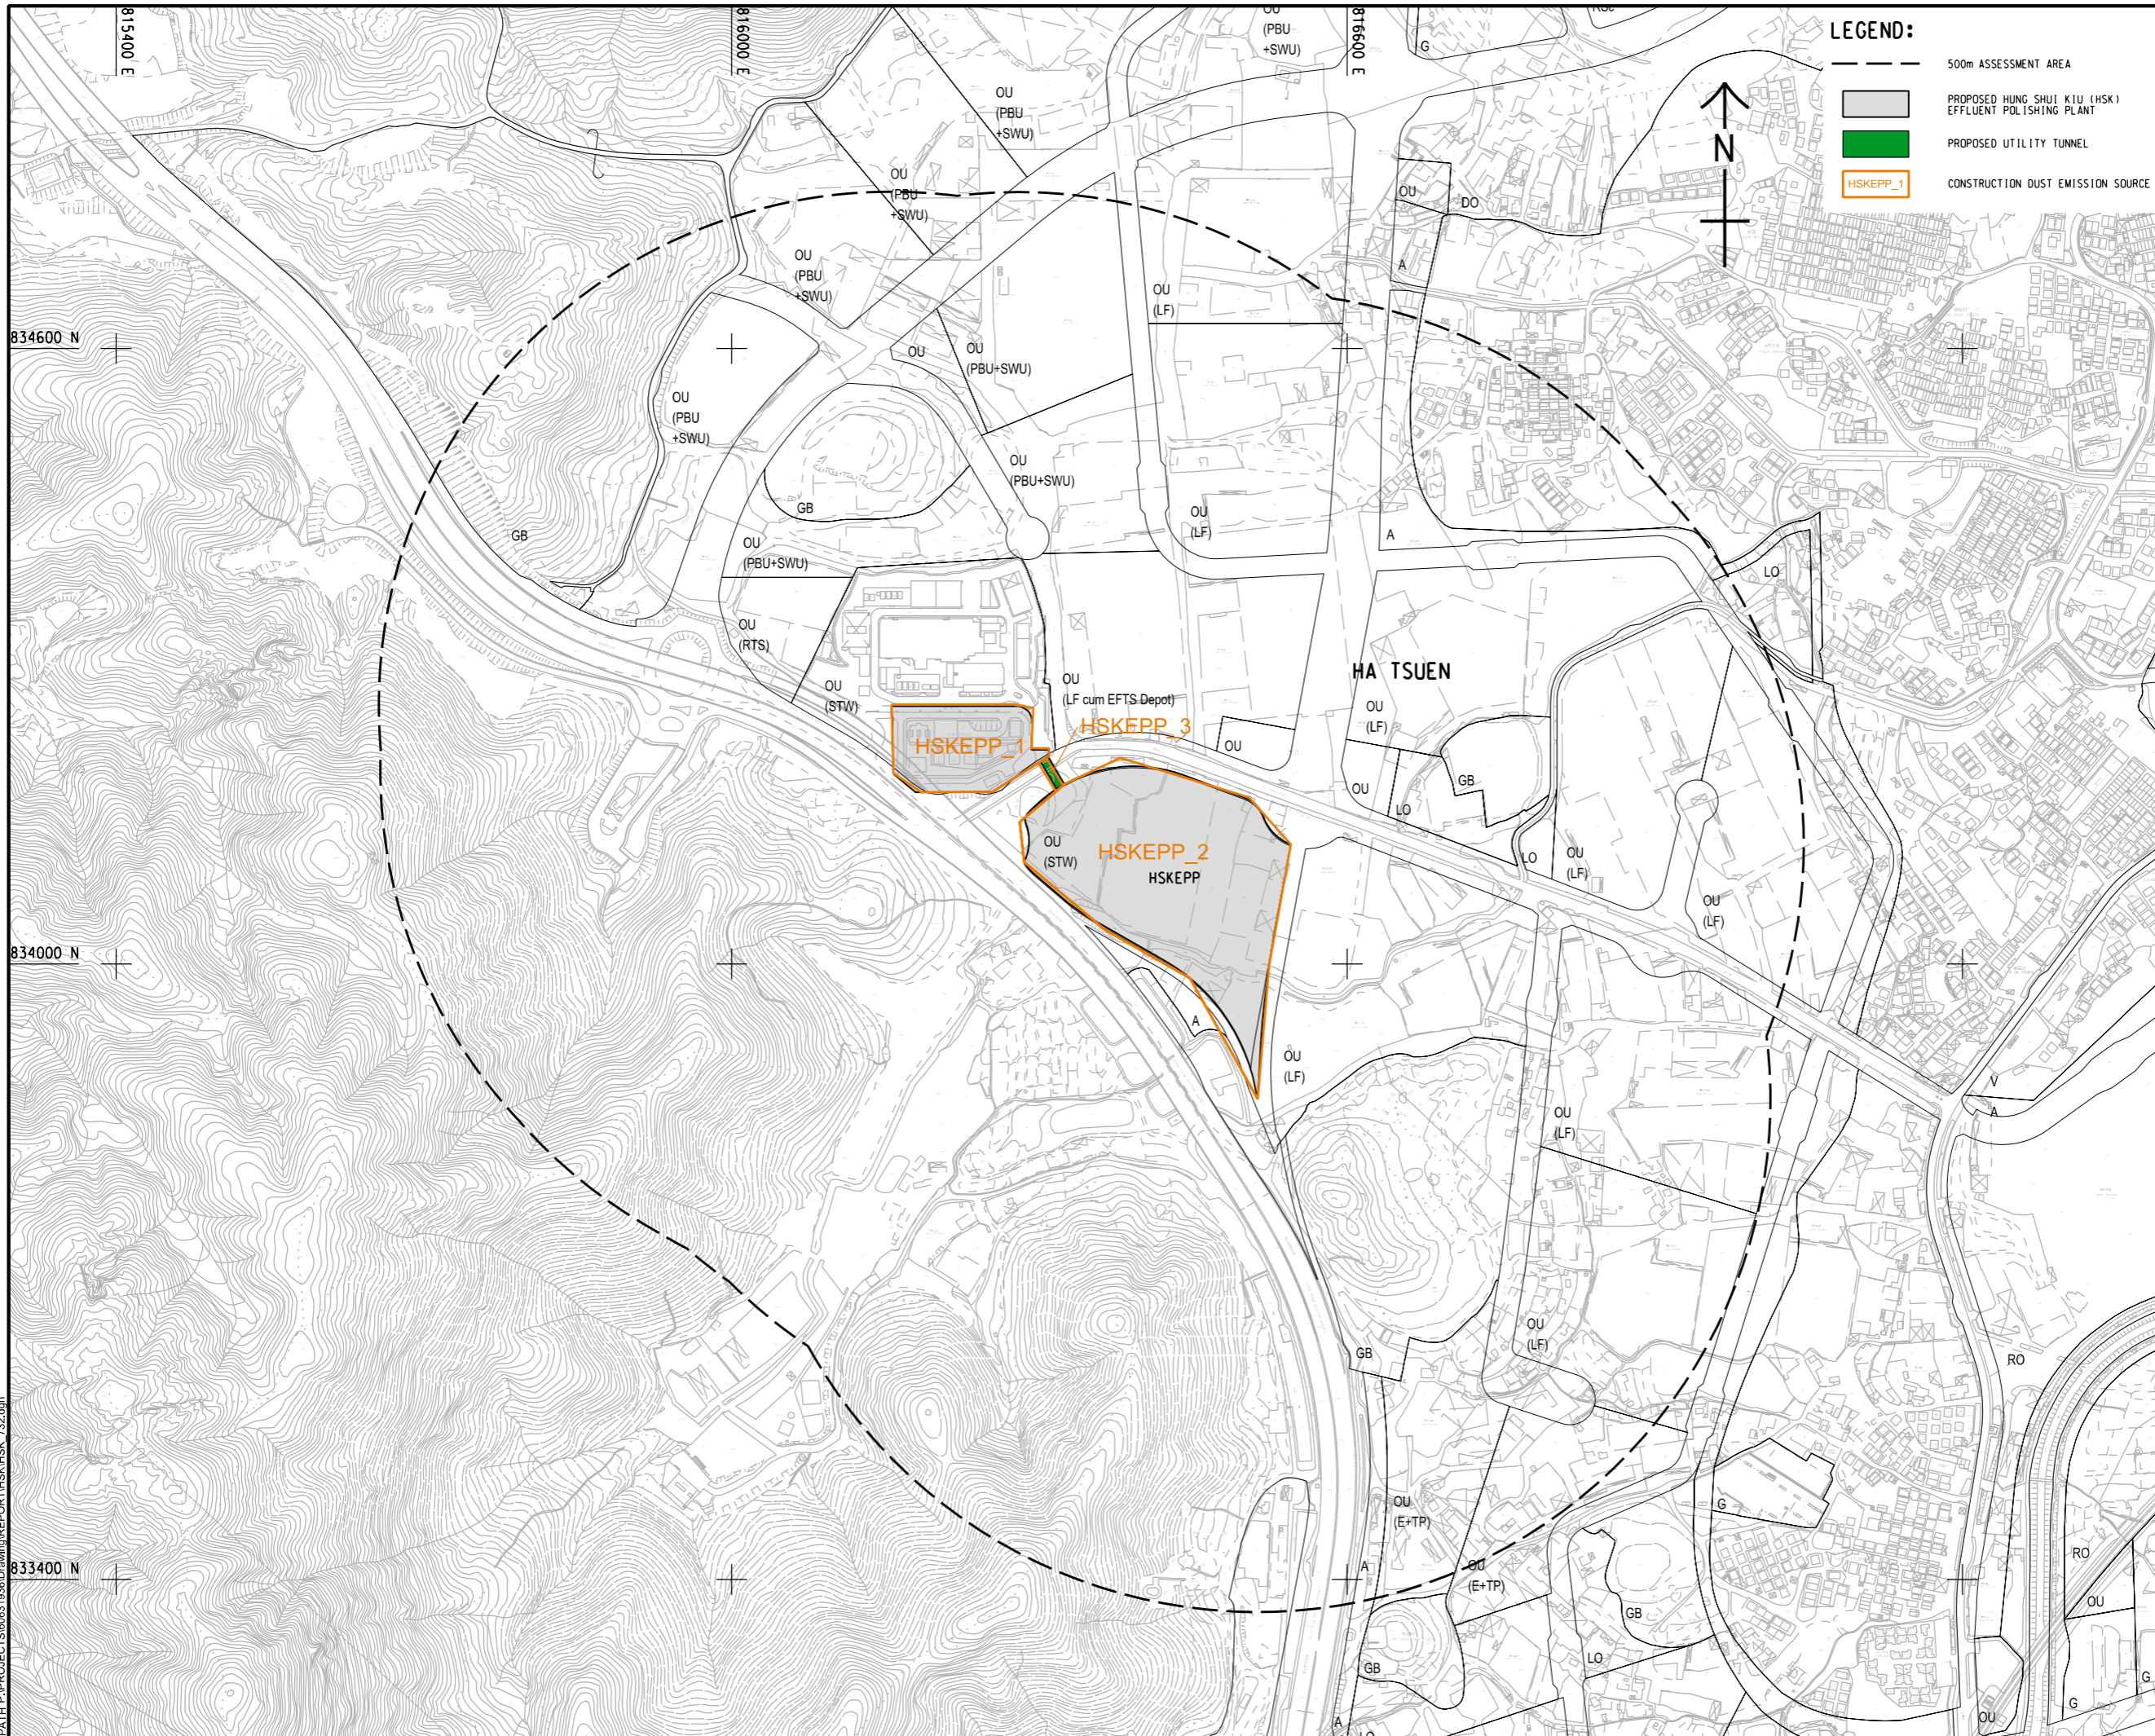 LEGEND:
500m ASSESSMENT AREA
PROPOSED HUNG SHUI KIU (HSK)
EFFLUENT POLISHING PLANT
PROPOSED UTILITY TUNNEL
HSKEPP_1
CONSTRUCTION DUST EMISSION SOURCE
N
815400 E
816000 E
816600 E
834600 N
834000 N
833400 N
OU
(PBU
+SWU)
G
OU
(PBU
+SWU)
OU
(PBU
+SWU)
OU
DO
A
OU
(PBU
+SWU)
OU
(LF)
OU
OU
(PBU+SWU)
OU
(PBU
+SWU)
OU
(PBU+SWU)
GB
GB
OU
(LF)
A
OU
(PBU+SWU)
LO
OU
(RTS)
OU
(STW)
OU
(LF cum EFTS Depot)
HA TSUEN
OU
(LF)
HSKEPP_1
HSKEPP_3
OU
GB
OU
LO
OU
(STW)
HSKEPP_2
HSKEPP
LO
OU
(LF)
OU
(LF)
A
OU
(LF)
OU
(LF)
V
A
OU
(LF)
GB
RO
OU
(E+TP)
G
A
OU
(E+TP)
RO
GB
OU
GB
LO
G
G
A
LO
OU